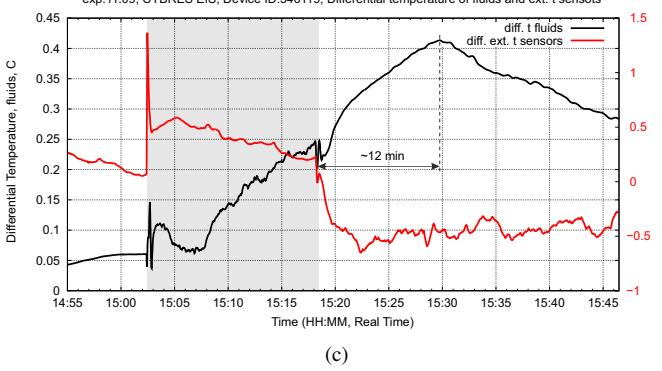 diff. t fluids
diff. ext. t sensors
Differential Temperature, fluids, C
0.45
0.4
0.35
0.3
0.25
0.2
0.15
0.1
0.05
0
1.5
1
0.5
0
−0.5
−1
~12 min
14:55 15:00 15:05 15:10 15:15 15:20 15:25 15:30 15:35 15:40 15:45
Time (HH:MM, Real Time)
(c)